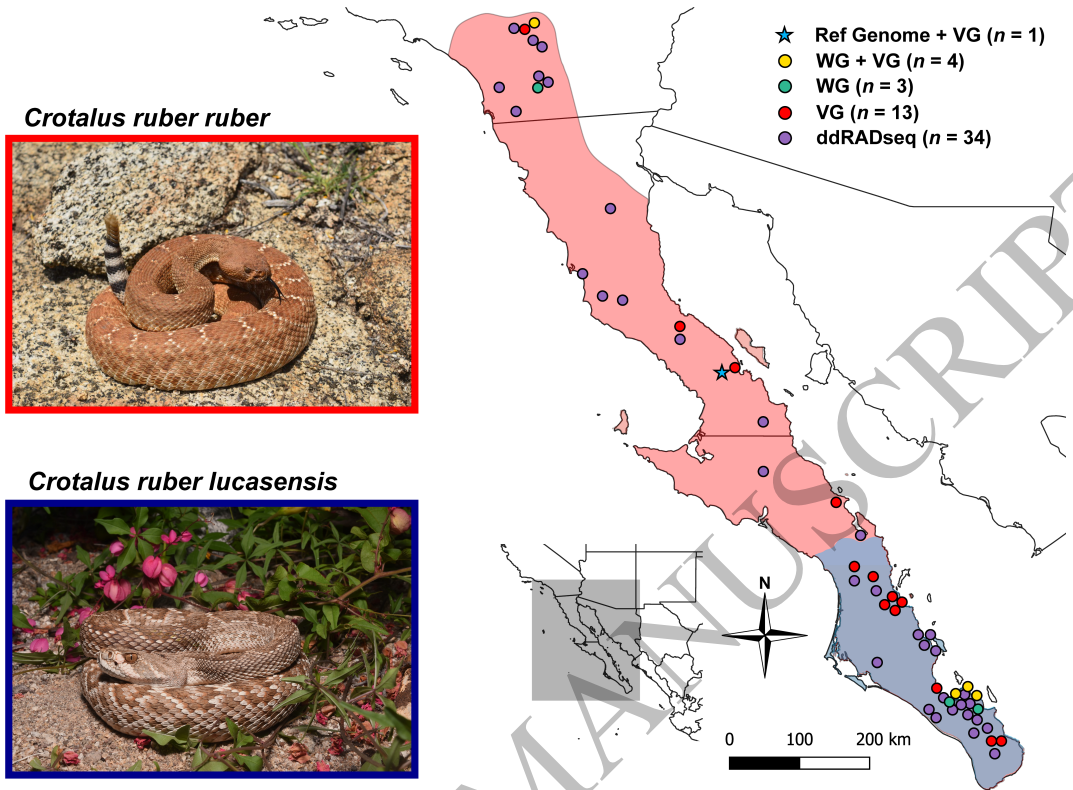 Crotalus ruber ruber
Ref Genome + VG (n = 1)
WG + VG (n = 4)
WG (n = 3)
VG (n = 13)
ddRADseq (n = 34)
Crotalus ruber lucasensis
N
0 100 200 km
MANUSCRIPT